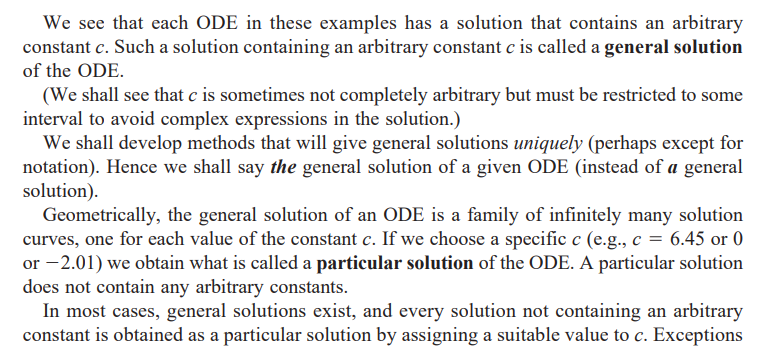 We see that each ODE in these examples has a solution that contains an arbitrary
constant c. Such a solution containing an arbitrary constant c is called a general solution
of the ODE.
(We shall see that c is sometimes not completely arbitrary but must be restricted to some
interval to avoid complex expressions in the solution.)
We shall develop methods that will give general solutions uniquely (perhaps except for
notation). Hence we shall say the general solution of a given ODE (instead of a general
solution).
Geometrically, the general solution of an ODE is a family of infinitely many solution
curves, one for each value of the constant c. If we choose a specific c (e.g., c = 6.45 or 0
or −2.01) we obtain what is called a particular solution of the ODE. A particular solution
does not contain any arbitrary constants.
In most cases, general solutions exist, and every solution not containing an arbitrary
constant is obtained as a particular solution by assigning a suitable value to c. Exceptions